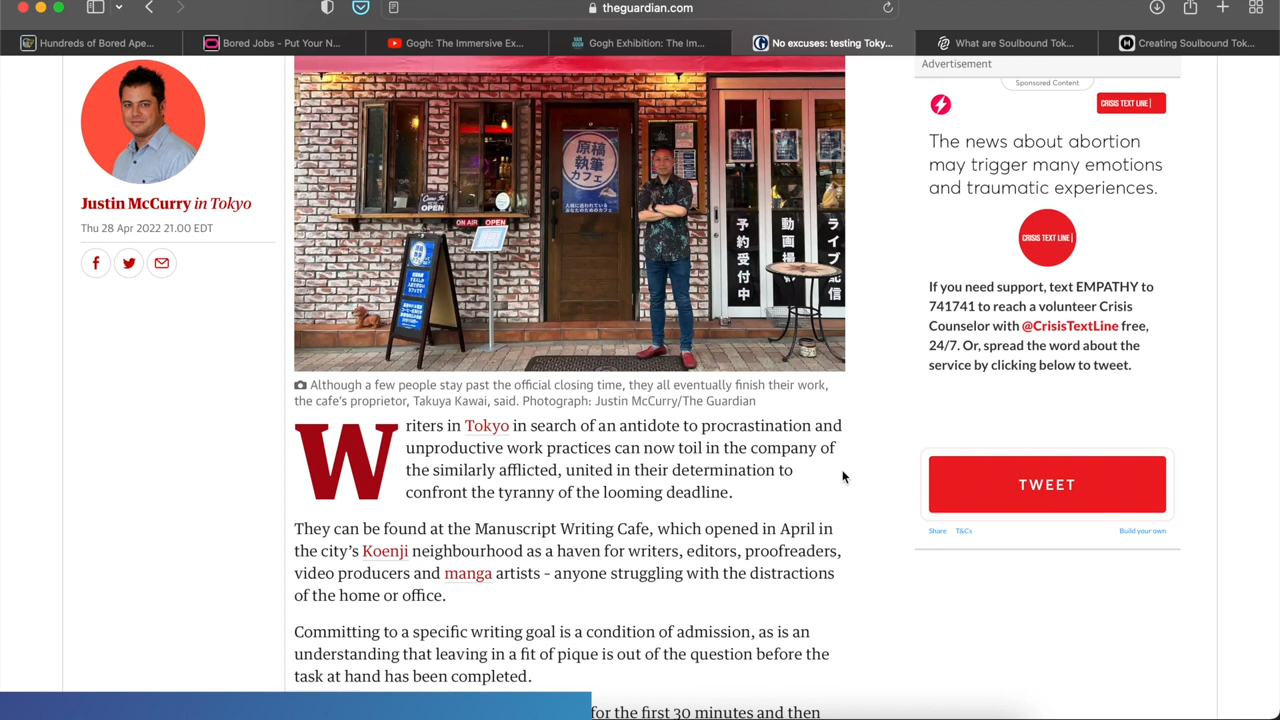 theguardian.com
Hundreds of Bored Ape...
Bored Jobs - Put Your N...
Gogh: The Immersive Ex...
Gogh Exhibition: The Im...
No excuses: testing Toky...
What are Soulbound Tok...
Creating Soulbound Tok...
Justin McCurry in Tokyo
Thu 28 Apr 2022 21.00 EDT
原稿
執筆
カフェ
OPEN
ON AIR
OPEN
予約受付中
動画撮
ライブ配信
Although a few people stay past the official closing time, they all eventually finish their work,
the cafe's proprietor, Takuya Kawai, said. Photograph: Justin McCurry/The Guardian
Writers in Tokyo in search of an antidote to procrastination and
unproductive work practices can now toil in the company of
the similarly afflicted, united in their determination to
confront the tyranny of the looming deadline.
They can be found at the Manuscript Writing Cafe, which opened in April in
the city's Koenji neighbourhood as a haven for writers, editors, proofreaders,
video producers and manga artists – anyone struggling with the distractions
of the home or office.
Committing to a specific writing goal is a condition of admission, as is an
understanding that leaving in a fit of pique is out of the question before the
task at hand has been completed.
for the first 30 minutes and then
Advertisement
Sponsored Content
CRISIS TEXT LINE |
The news about abortion
may trigger many emotions
and traumatic experiences.
CRISIS TEXT LINE |
If you need support, text EMPATHY to
741741 to reach a volunteer Crisis
Counselor with @CrisisTextLine free,
24/7. Or, spread the word about the
service by clicking below to tweet.
TWEET
Share T&Cs Build your own